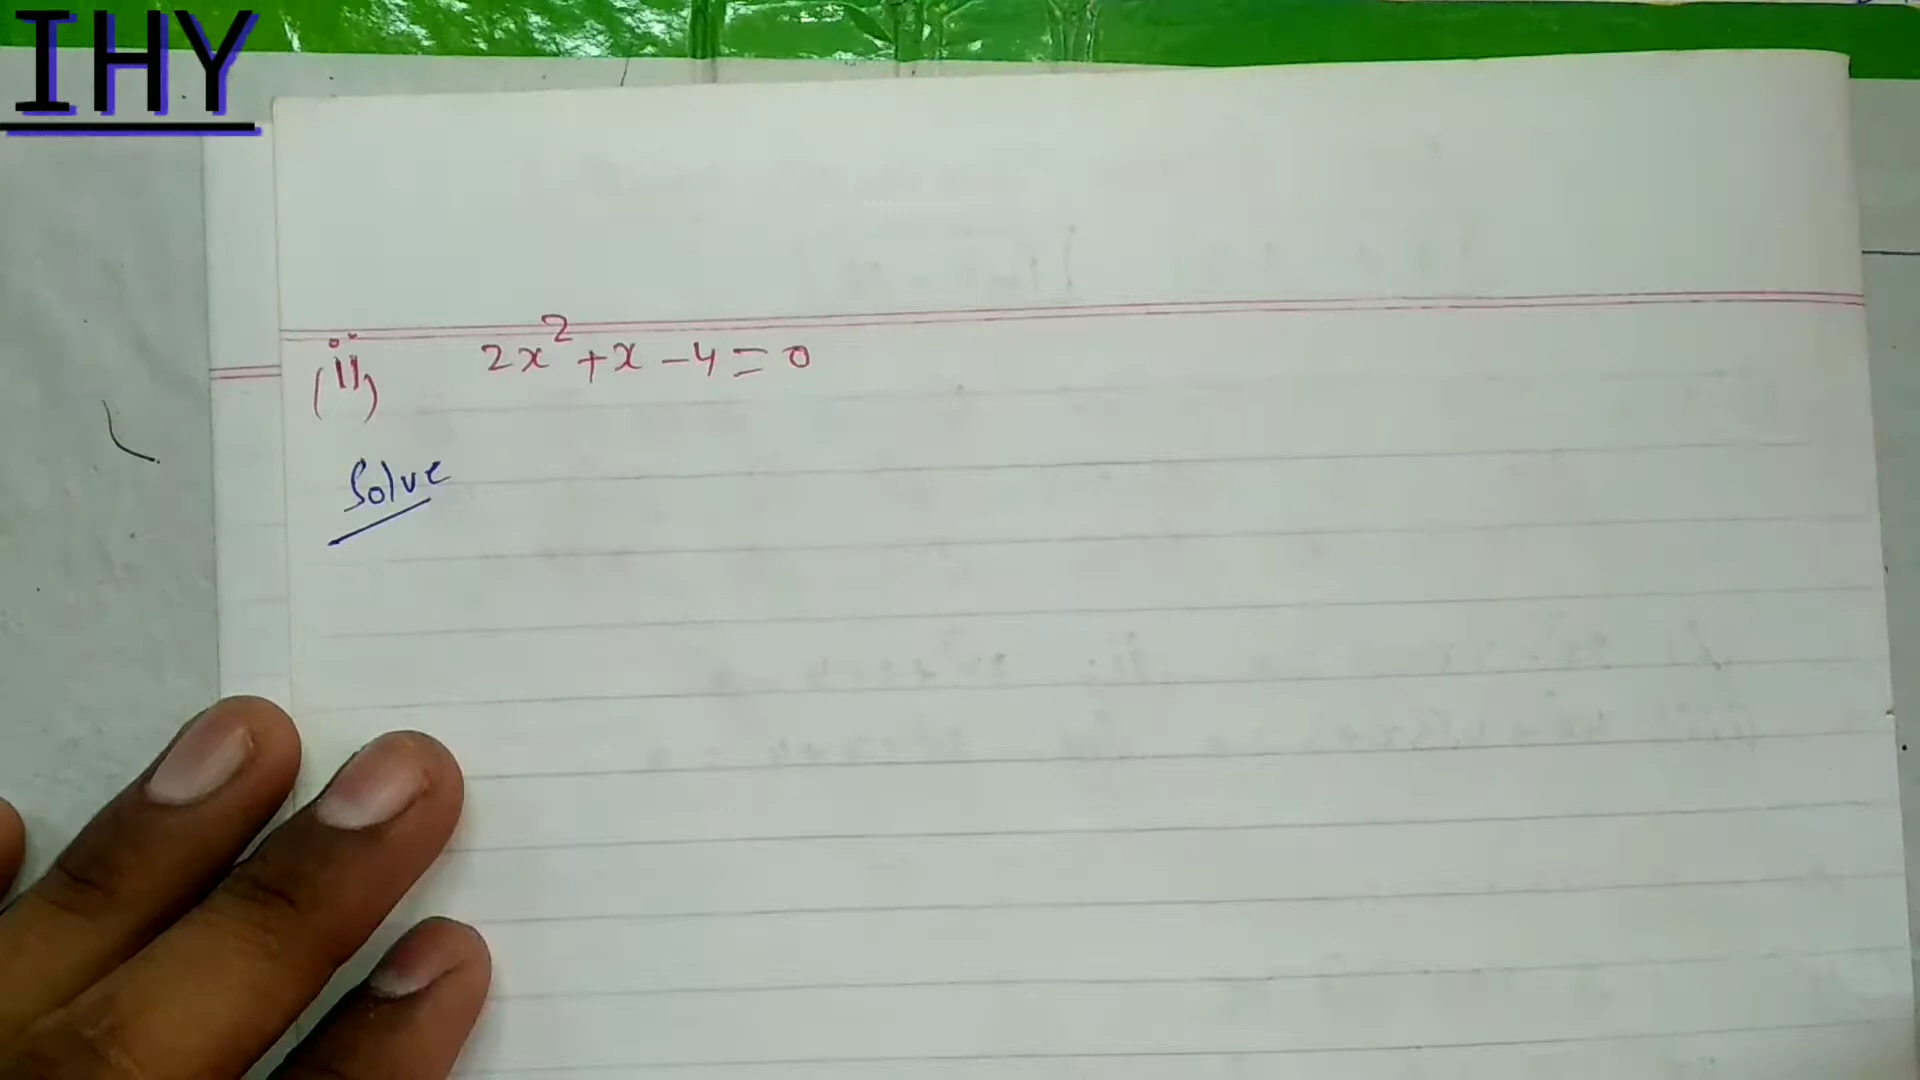 IHY
(ii) 2x² + x - 4 = 0
Solve